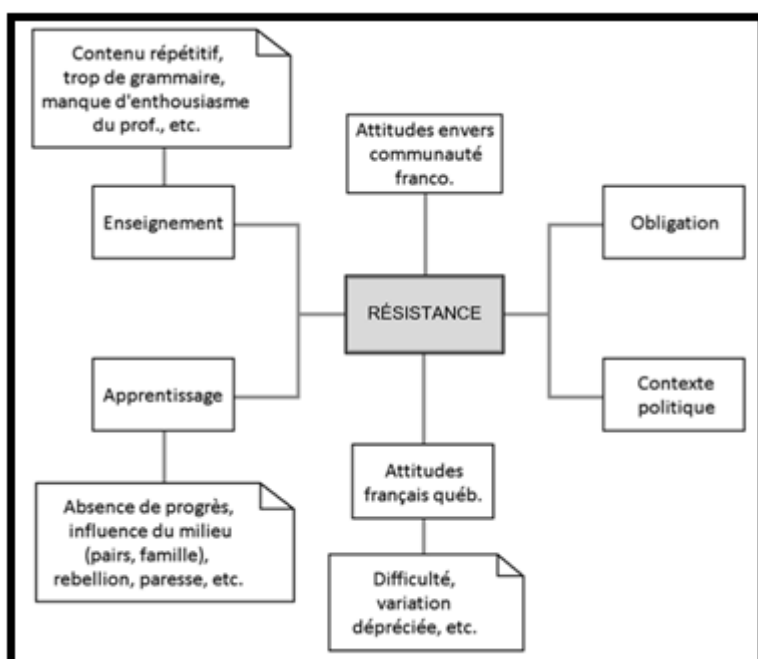 Contenu répétitif,
trop de grammaire,
manque d'enthousiasme
du prof., etc.
Attitudes envers
communauté
franco.
Enseignement
Obligation
RÉSISTANCE
Apprentissage
Contexte
politique
Attitudes
français québ.
Absence de progrès,
influence du milieu
(pairs, famille),
rebellion, paresse, etc.
Difficulté,
variation
dépréciée, etc.